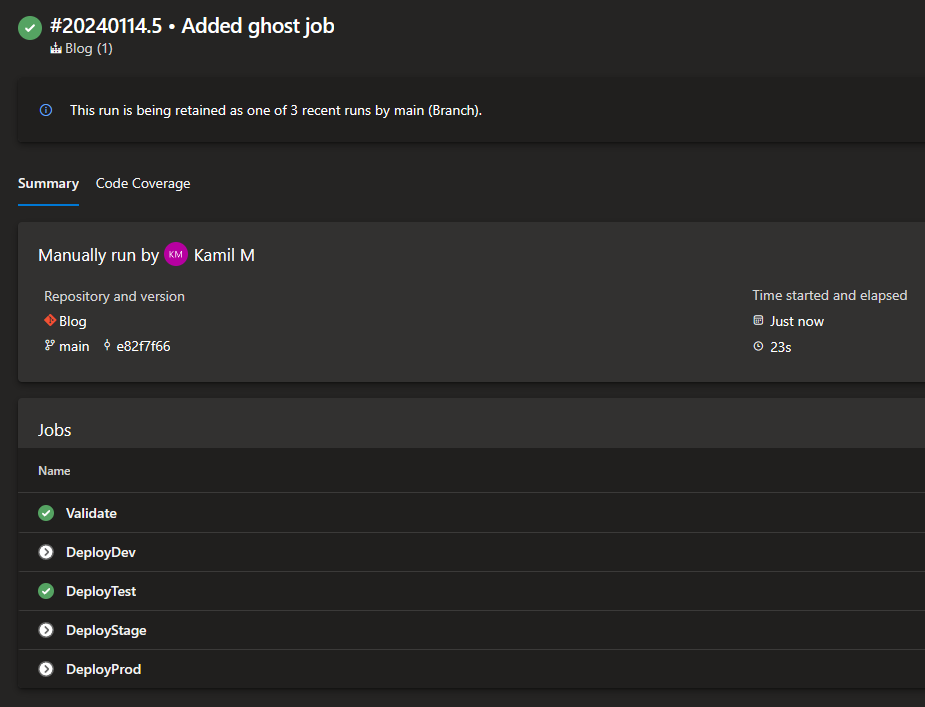 #20240114.5 • Added ghost job
Blog (1)
This run is being retained as one of 3 recent runs by main (Branch).
Summary Code Coverage
Manually run by KM Kamil M
Repository and version
Blog
main e82f7f66
Time started and elapsed
Just now
23s
Jobs
Name
Validate
DeployDev
DeployTest
DeployStage
DeployProd